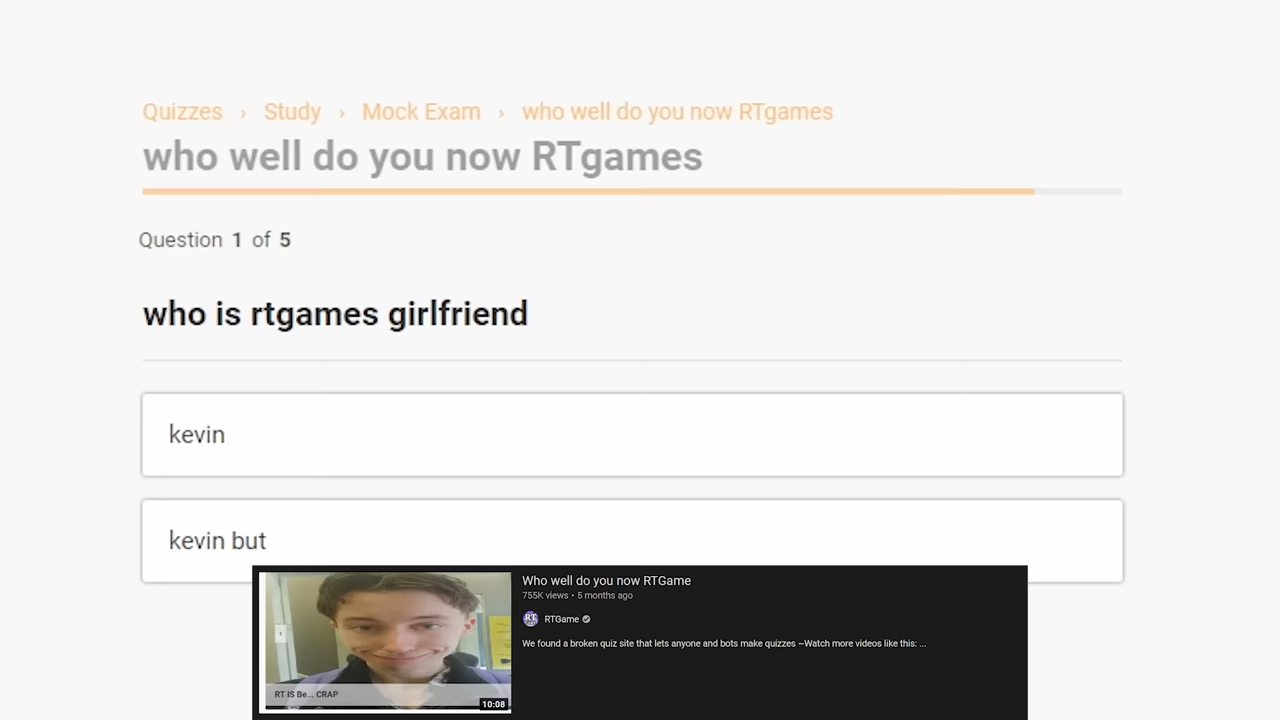 Quizzes › Study › Mock Exam › who well do you now RTgames
who well do you now RTgames
Question 1 of 5
who is rtgames girlfriend
kevin
kevin but
Who well do you now RTGame
755K views • 5 months ago
RT RTGame
We found a broken quiz site that lets anyone and bots make quizzes ~Watch more videos like this: ...
RT IS Be... CRAP
10:08